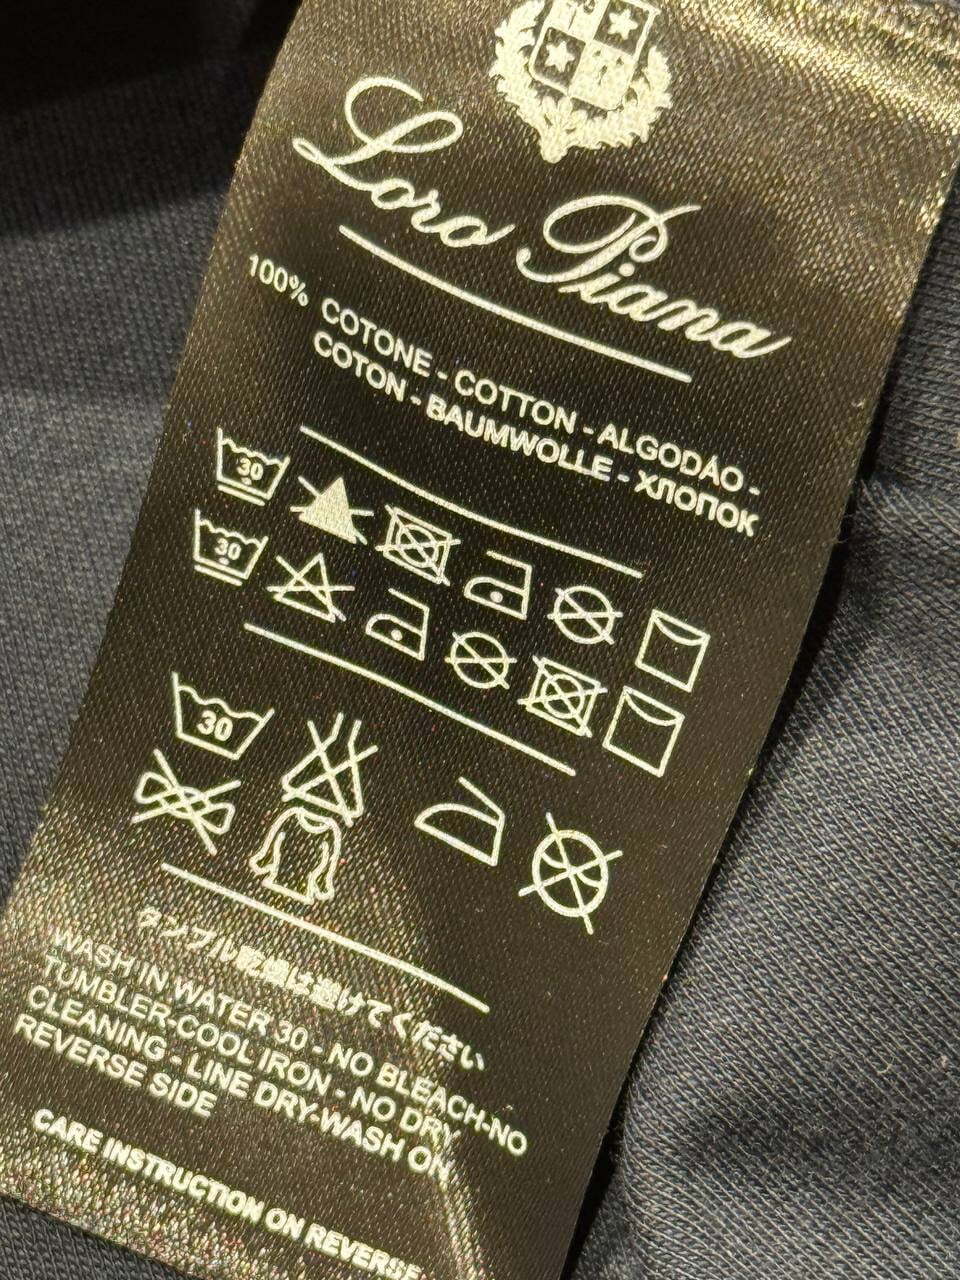 Loro Piana
100% COTONE - COTTON - ALGODÃO -
COTON - BAUMWOLLE - ХЛОПОК
30
30
30
タンブル乾燥は避けてください
WASH IN WATER 30 - NO BLEACH-NO
TUMBLER-COOL IRON - NO DRY
CLEANING - LINE DRY-WASH ON
REVERSE SIDE
CARE INSTRUCTION ON REVERSE